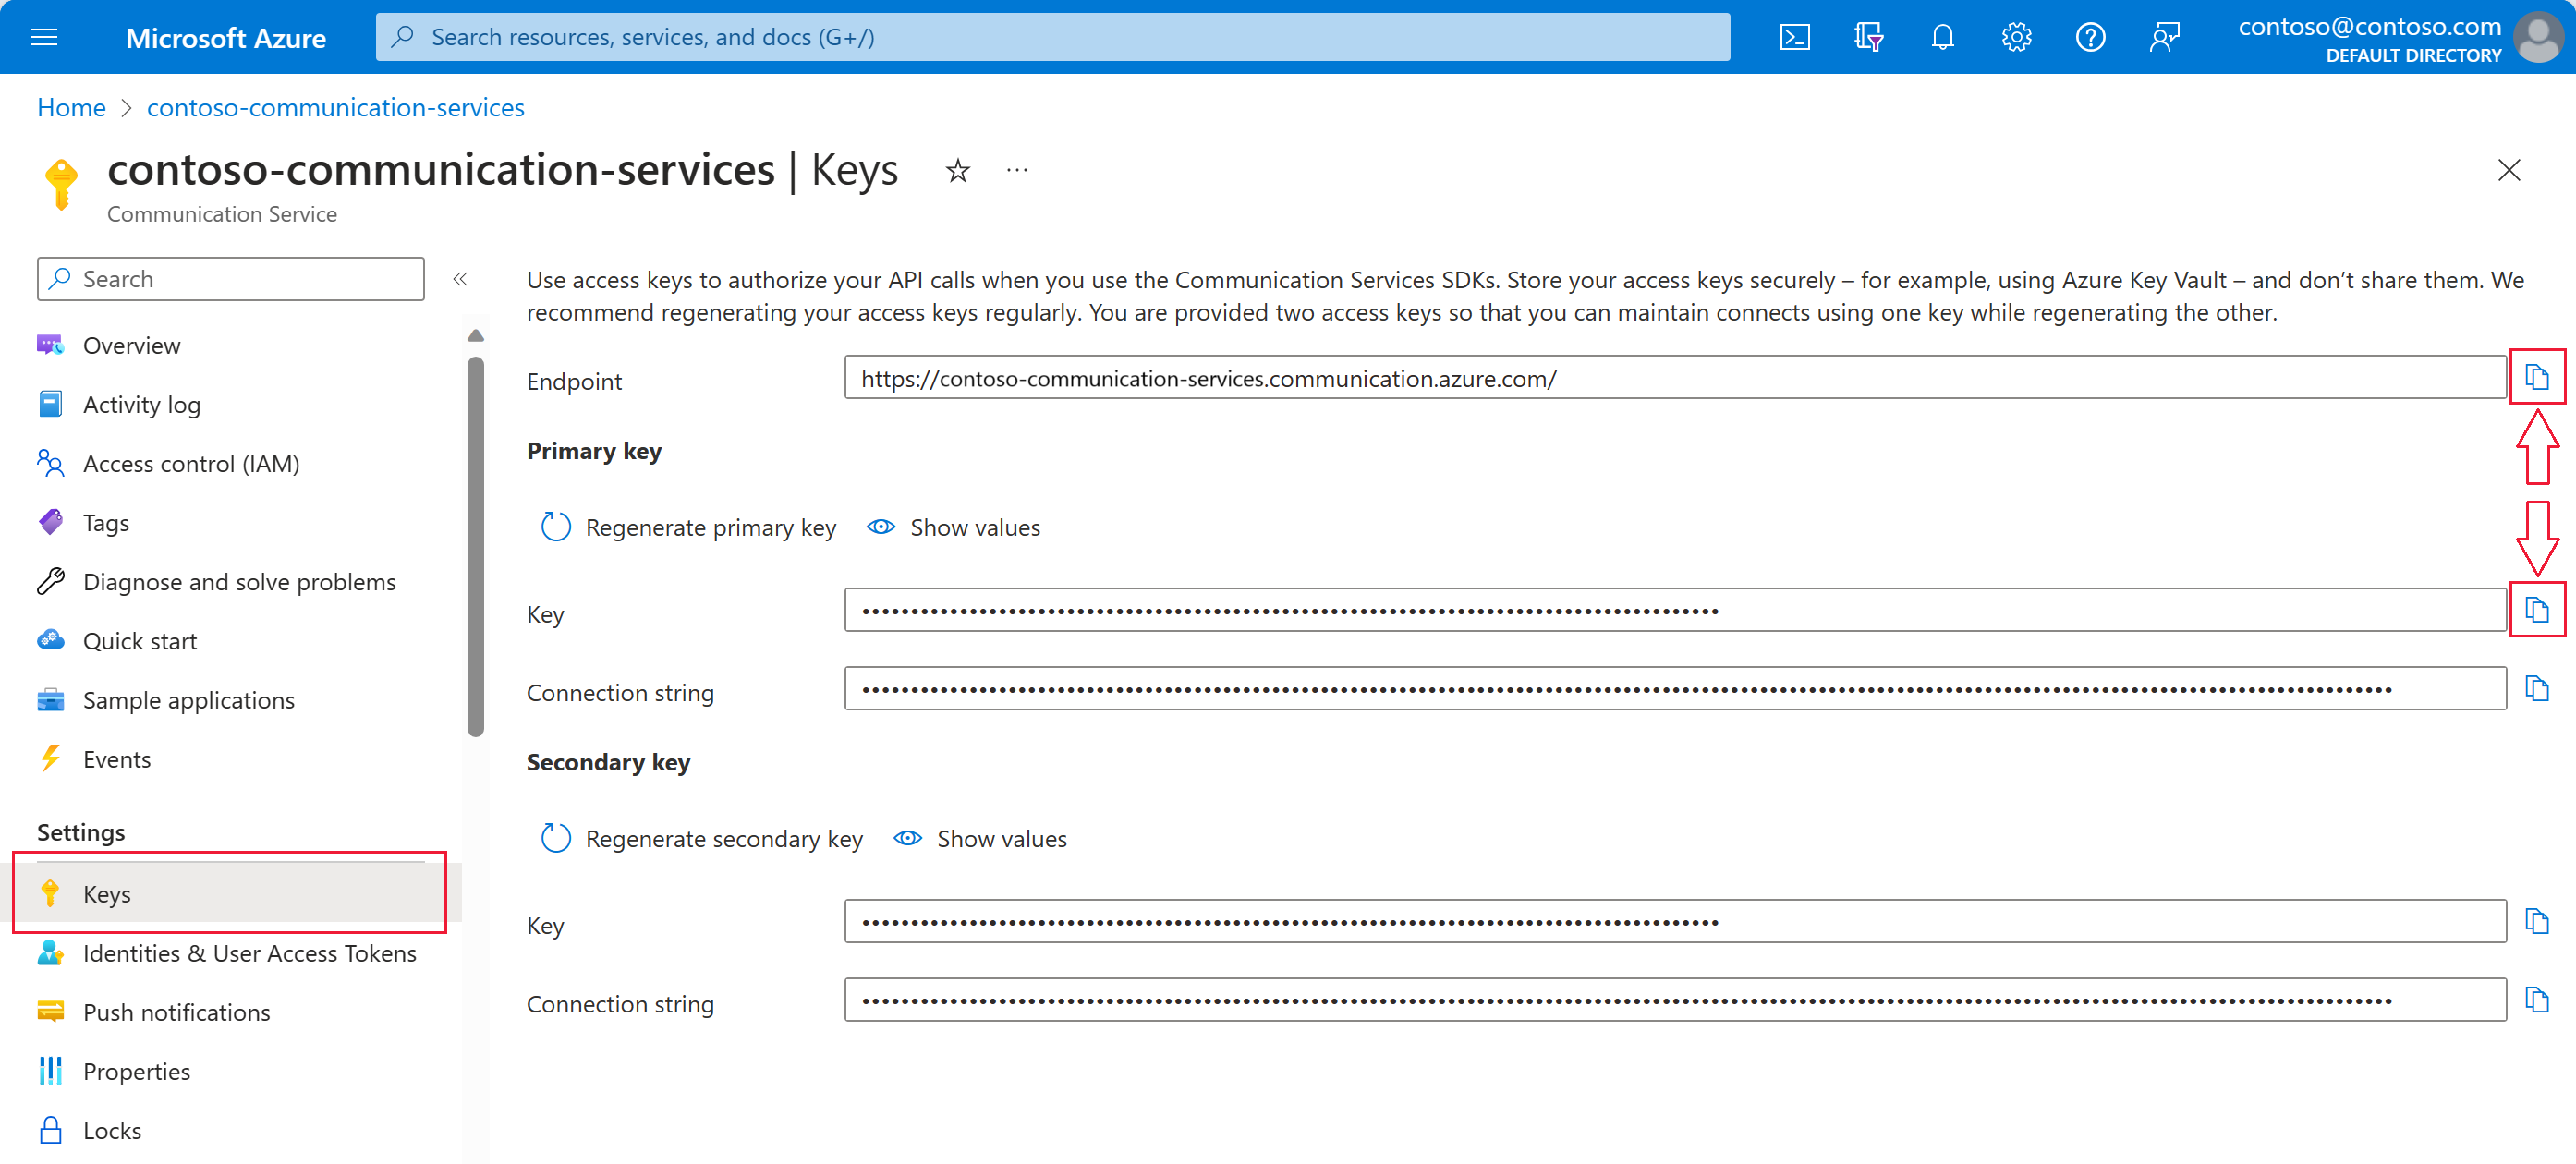 Microsoft Azure
Search resources, services, and docs (G+/)
contoso@contoso.com
DEFAULT DIRECTORY
Home > contoso-communication-services
contoso-communication-services | Keys
Communication Service
Search
Overview
Activity log
Access control (IAM)
Tags
Diagnose and solve problems
Quick start
Sample applications
Events
Settings
Keys
Identities & User Access Tokens
Push notifications
Properties
Locks
Use access keys to authorize your API calls when you use the Communication Services SDKs. Store your access keys securely – for example, using Azure Key Vault – and don’t share them. We
recommend regenerating your access keys regularly. You are provided two access keys so that you can maintain connects using one key while regenerating the other.
Endpoint
https://contoso-communication-services.communication.azure.com/
Primary key
Regenerate primary key
Show values
Key
Connection string
Secondary key
Regenerate secondary key
Show values
Key
Connection string